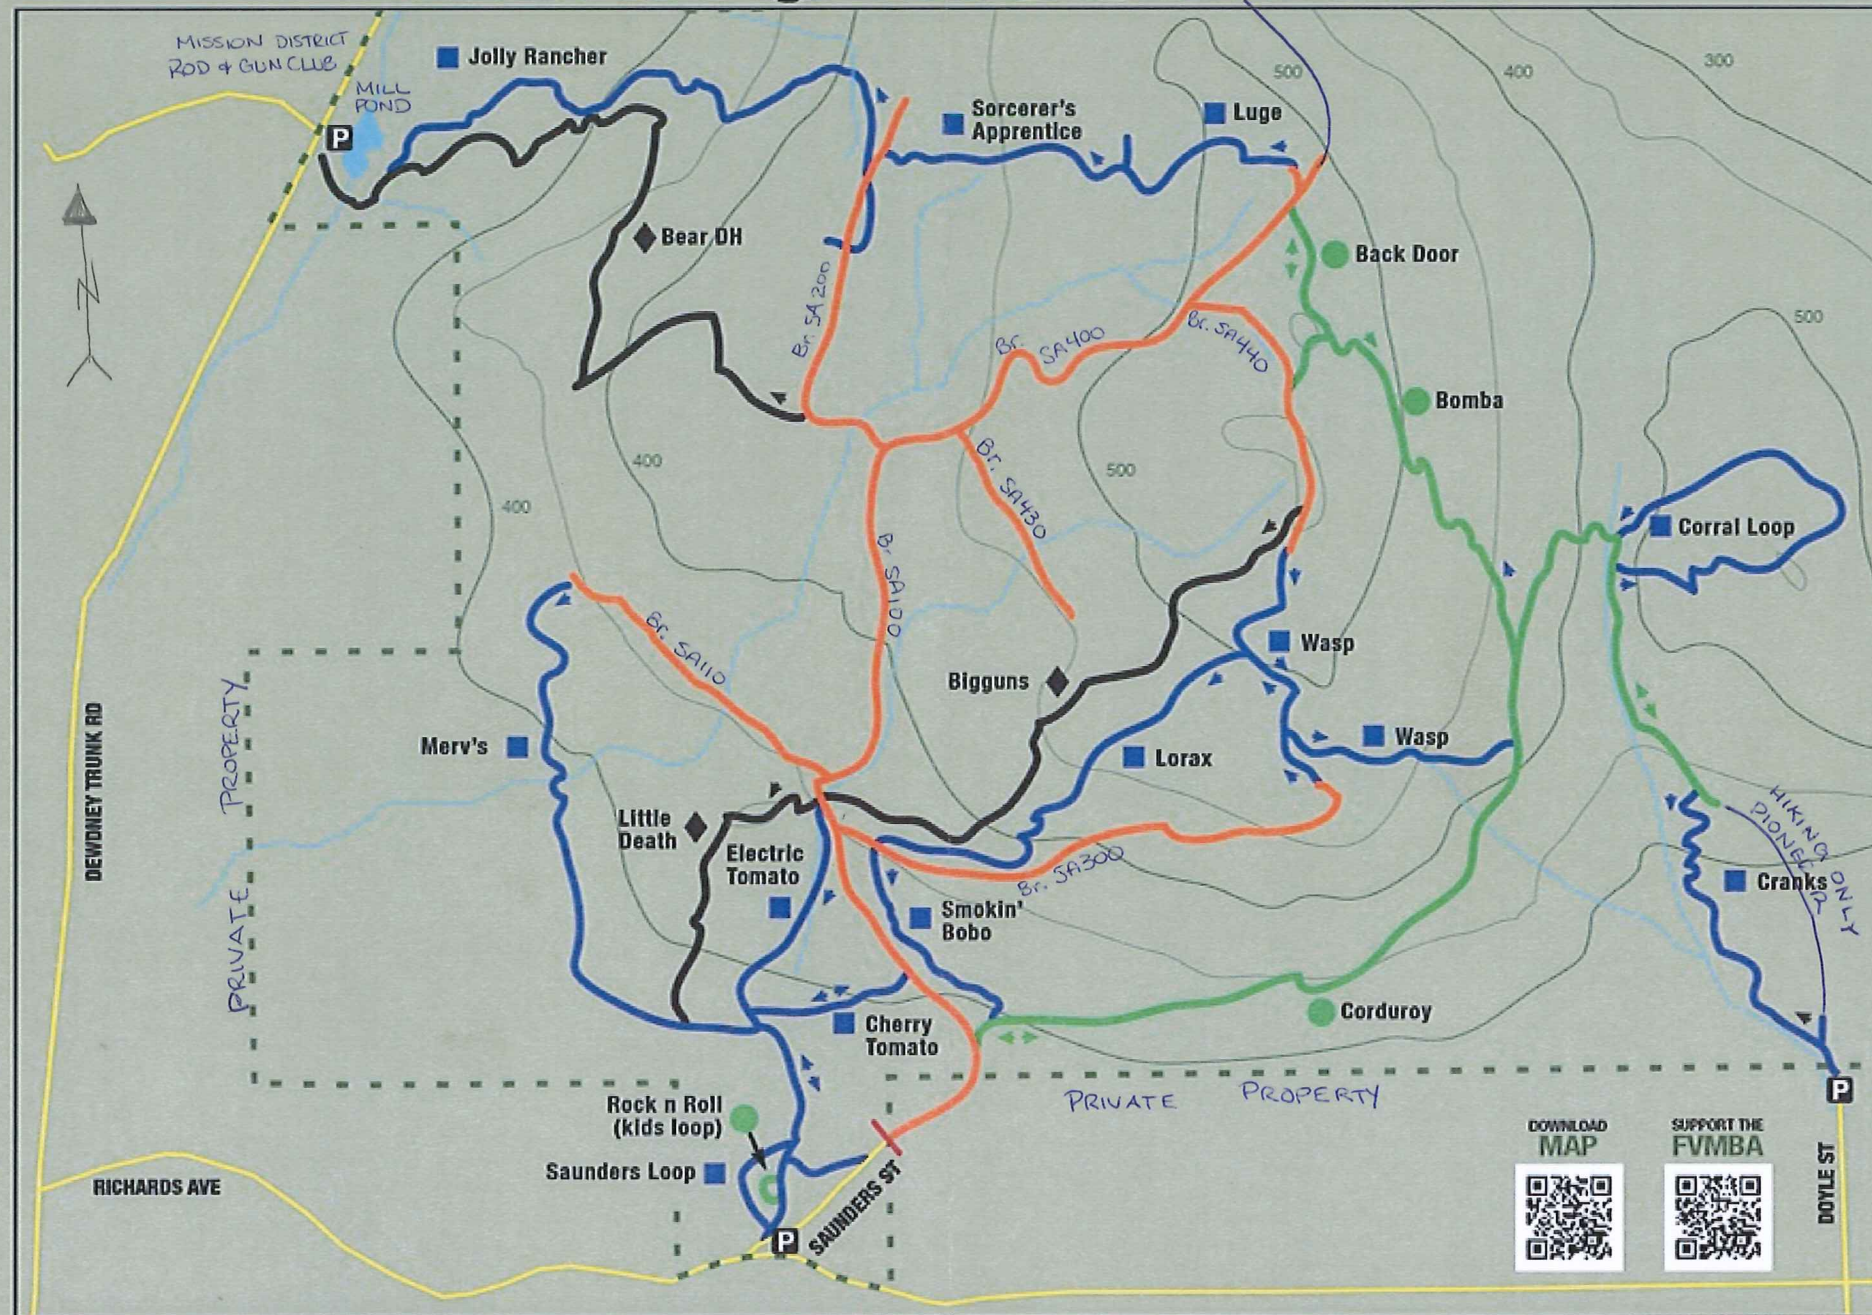 MISSION DISTRICT
ROD & GUN CLUB
MILL
POND
P
Jolly Rancher
Sorcerer's
Apprentice
Luge
500
400
300
Bear DH
Br. SA200
Br. SA400
Br. SA440
Back Door
Bomba
500
400
400
500
Br. SA430
Br. SA100
Corral Loop
Br. SA110
Bigguns
Wasp
Wasp
Lorax
Merv's
Little
Death
Electric
Tomato
Br. SA300
Smokin'
Bobo
Cranks
HIKING ONLY
PIONEER
Cherry
Tomato
Corduroy
DEWDNEY TRUNK RD
PRIVATE PROPERTY
PRIVATE PROPERTY
Rock n Roll
(kids loop)
Saunders Loop
RICHARDS AVE
P
SAUNDERS ST
P
DOYLE ST
DOWNLOAD
MAP
SUPPORT THE
FVMBA